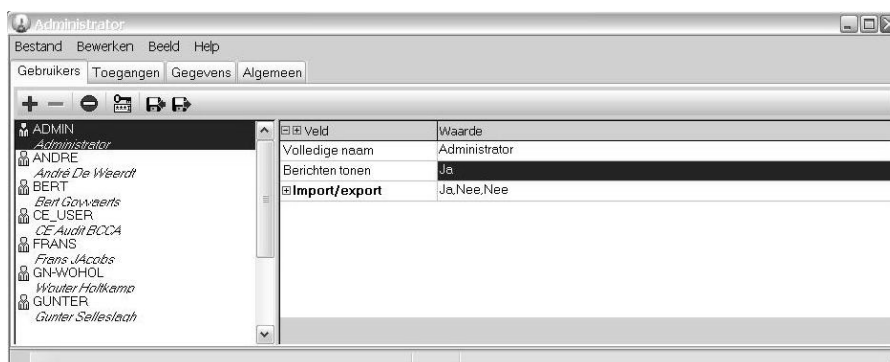 Administrator
Bestand Bewerken Beeld Help
Gebruikers Toegangen Gegevens Algemeen
ADMIN
Administrator
ANDRE
André De Weerdt
BERT
Bert Govvaerts
CE_USER
CE Audit BCCA
FRANS
Frans JAcobs
GN-WOHOL
Wouter Holtkamp
GUNTER
Gunter Selleslagh
Veld Waarde
Volledige naam Administrator
Berichten tonen Ja
Import/export Ja,Nee,Nee